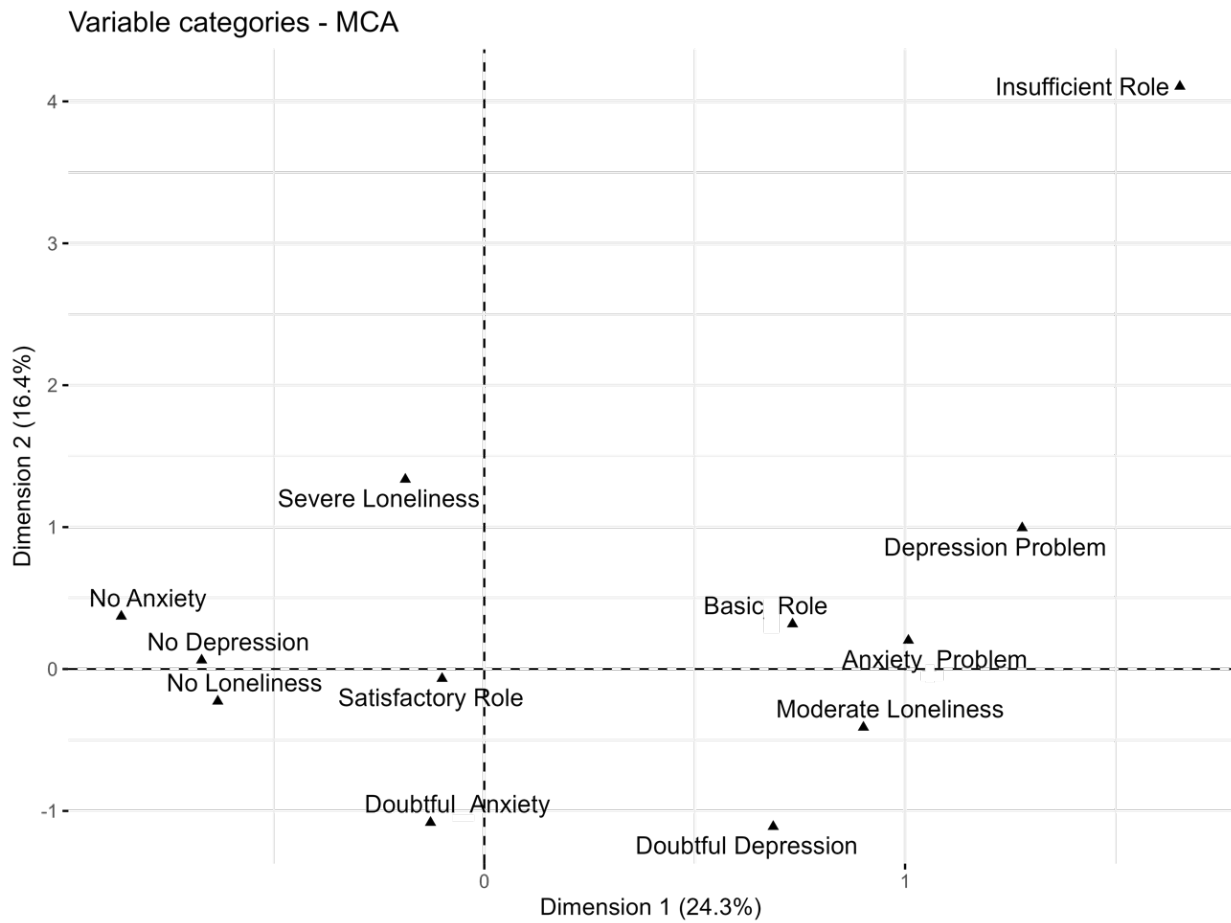 Variable categories - MCA
Insufficient Role
4
3
2
Severe Loneliness
1
Depression Problem
No Anxiety
Basic Role
No Depression
Anxiety Problem
0
No Loneliness
Satisfactory Role
Moderate Loneliness
Doubtful Anxiety
-1
Doubtful Depression
0
1
Dimension 1 (24.3%)
Dimension 2 (16.4%)